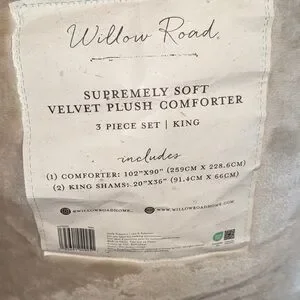 Willow Road
SUPREMELY SOFT
VELVET PLUSH COMFORTER
3 PIECE SET | KING
includes
(1) COMFORTER: 102"X90" (259CM X 228.6CM)
(2) KING SHAMS: 20"X36" (91.4CM X 66CM)
@WILLOWROADHOME WWW.WILLOWROADHOME.COM